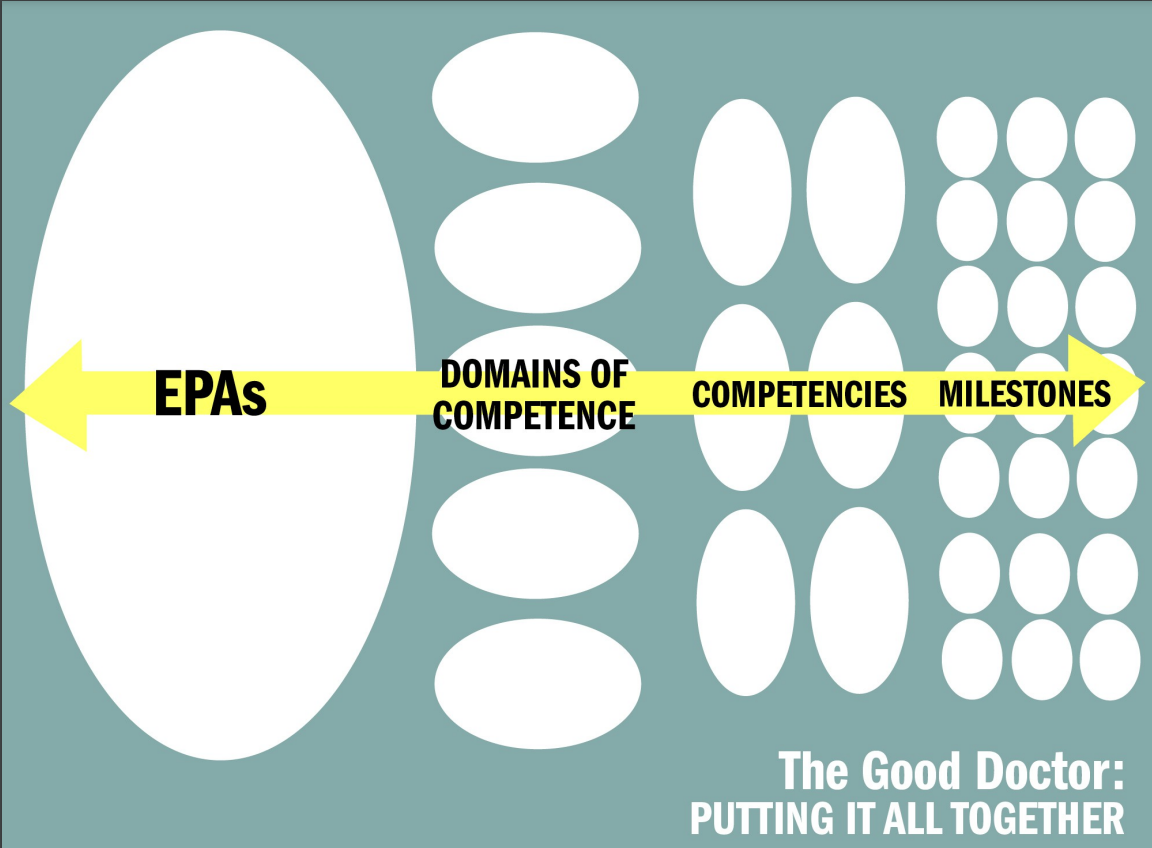 EPAs
DOMAINS OF
COMPETENCE
COMPETENCIES
MILESTONES
The Good Doctor:
PUTTING IT ALL TOGETHER